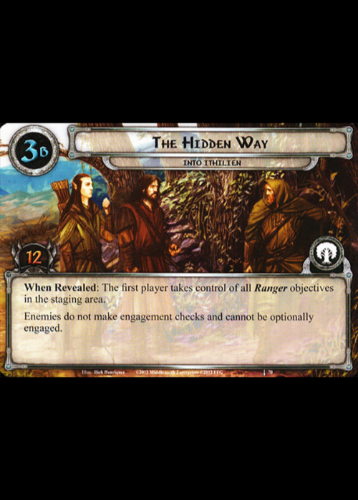 3B
THE HIDDEN WAY
INTO ITHILIEN
12
When Revealed: The first player takes control of all Ranger objectives
in the staging area.
Enemies do not make engagement checks and cannot be optionally
engaged.
Illus.